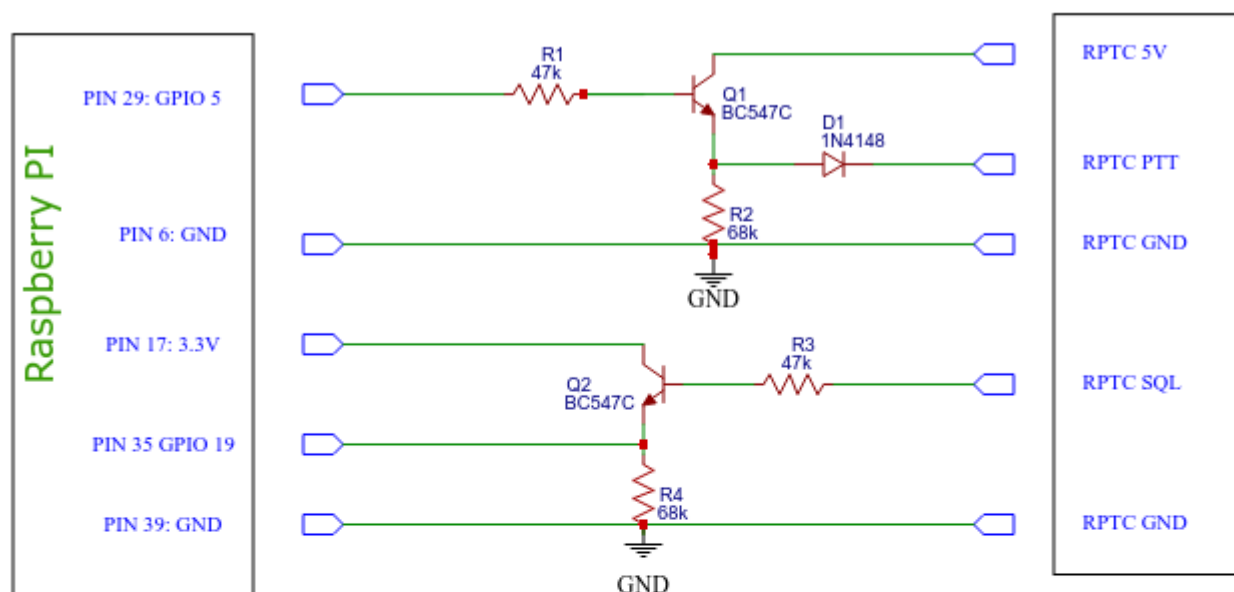 Raspberry PI
PIN 29: GPIO 5
PIN 6: GND
PIN 17: 3.3V
PIN 35 GPIO 19
PIN 39: GND
R1
47k
Q1
BC547C
D1
1N4148
R2
68k
GND
Q2
BC547C
R3
47k
R4
68k
GND
RPTC 5V
RPTC PTT
RPTC GND
RPTC SQL
RPTC GND